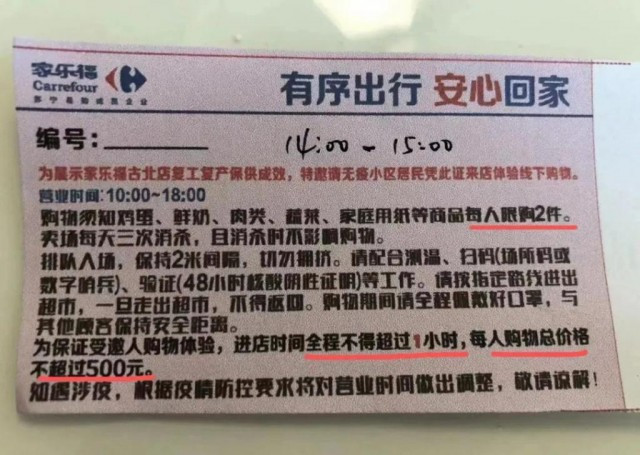 家乐福
Carrefour
苏宁易购成员企业
有序出行 安心回家
编号：
14:00-15:00
为展示家乐福古北店复工复产保供成效，特邀请无疫小区居民凭此证来店体验线下购物。
营业时间：10:00~18:00
购物须知鸡蛋、鲜奶、肉类、蔬菜、家庭用纸等商品每人限购2件。
卖场每天三次消杀，且消杀时不影响购物。
排队入场，保持2米间隔，切勿拥挤。请配合测温、扫码(场所码或
数字哨兵)、验证(48小时核酸阴性证明)等工作。请按指定路线进出
超市，一旦走出超市，不得返回。购物期间请全程佩戴好口罩，与
其他顾客保持安全距离。
为保证受邀人购物体验，进店时间全程不得超过1小时，每人购物总价格
不超过500元。
如遇涉疫，根据疫情防控要求将对营业时间做出调整，敬请谅解！